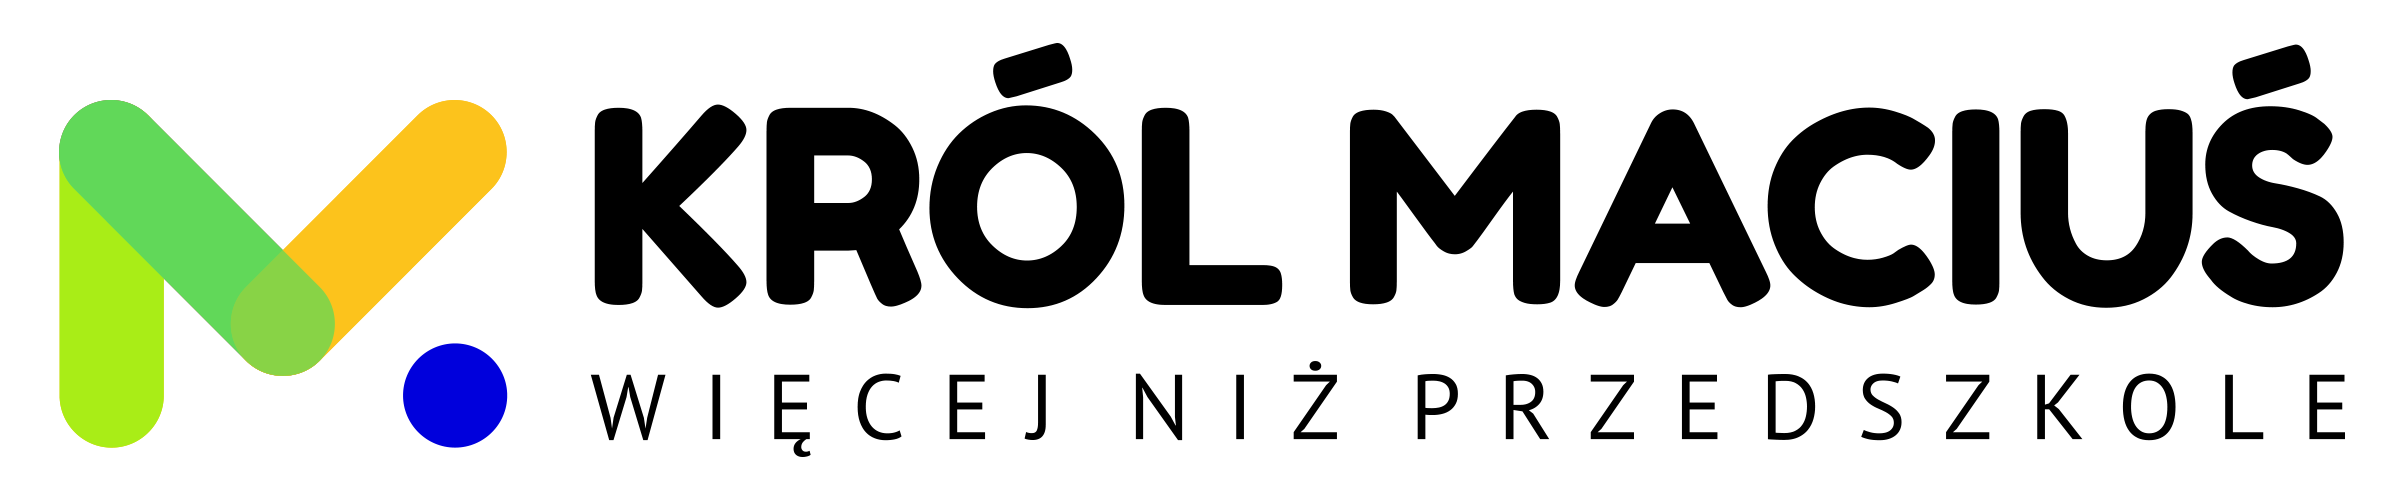 KRÓL MACIUŚ
WIĘCEJ NIŻ PRZEDSZKOLE